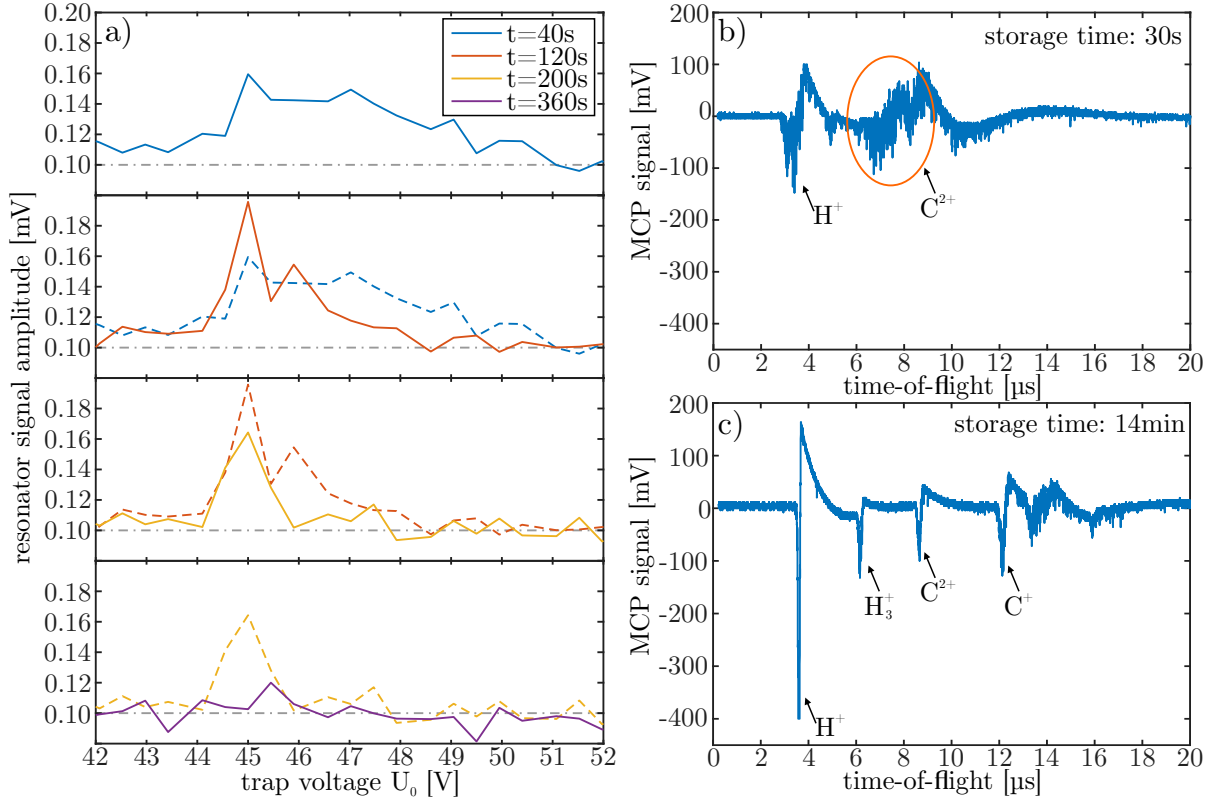 a)
t=40s
t=120s
t=200s
t=360s
resonator signal amplitude [mV]
0.20
0.18
0.16
0.14
0.12
0.10
0.18
0.16
0.14
0.12
0.10
0.18
0.16
0.14
0.12
0.10
0.18
0.16
0.14
0.12
0.10
42 43 44 45 46 47 48 49 50 51 52
trap voltage U₀ [V]
b)
storage time: 30s
MCP signal [mV]
200
100
0
-100
-200
-300
-400
H⁺
C²⁺
0 2 4 6 8 10 12 14 16 18 20
time-of-flight [µs]
c)
storage time: 14min
MCP signal [mV]
200
100
0
-100
-200
-300
-400
H⁺
H₃⁺
C²⁺
C⁺
0 2 4 6 8 10 12 14 16 18 20
time-of-flight [µs]